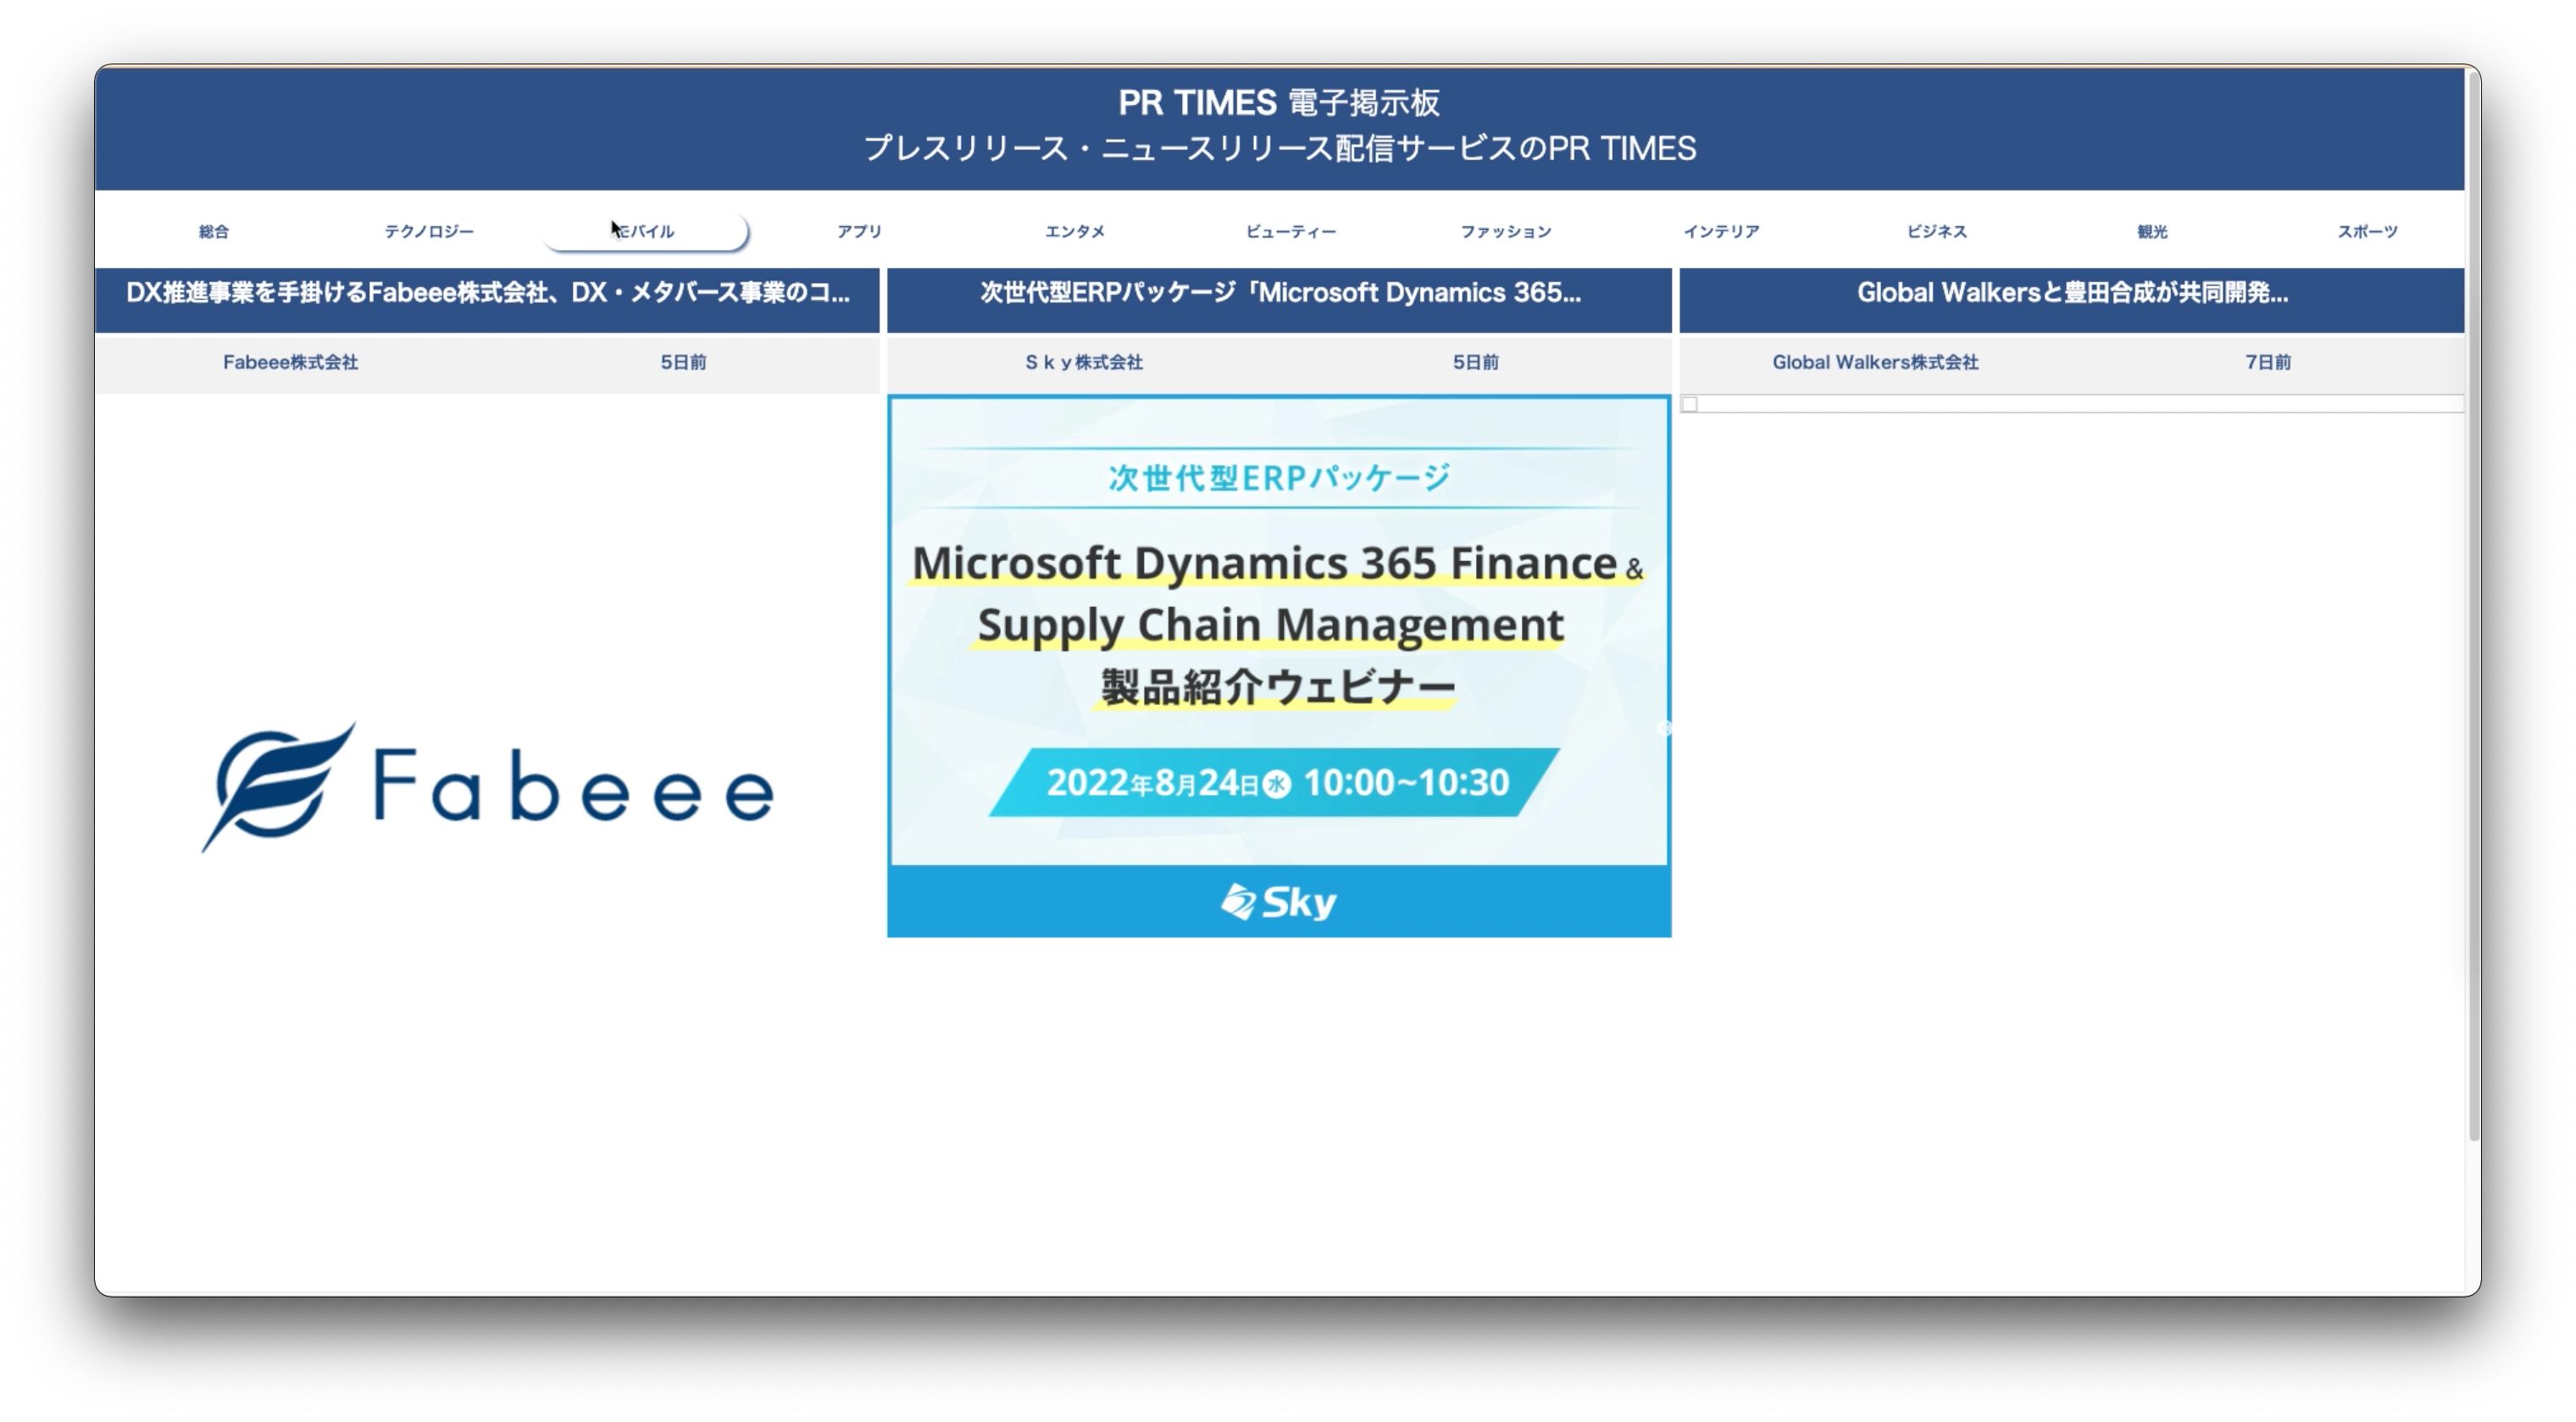 PR TIMES 電子掲示板
プレスリリース・ニュースリリース配信サービスのPR TIMES
総合
テクノロジー
モバイル
アプリ
エンタメ
ビューティー
ファッション
インテリア
ビジネス
観光
スポーツ
DX推進事業を手掛けるFabeee株式会社、DX・メタバース事業のコ...
Fabeee株式会社 5日前
Fabeee
次世代型ERPパッケージ「Microsoft Dynamics 365...
Ｓｋｙ株式会社 5日前
次世代型ERPパッケージ
Microsoft Dynamics 365 Finance &
Supply Chain Management
製品紹介ウェビナー
2022年8月24日水 10:00~10:30
Sky
Global Walkersと豊田合成が共同開発...
Global Walkers株式会社 7日前